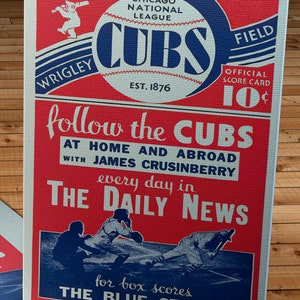 CHICAGO
NATIONAL
LEAGUE
CUBS
EST. 1876
WRIGLEY
FIELD
OFFICIAL
SCORE CARD
10¢
follow the CUBS
AT HOME AND ABROAD
WITH JAMES CRUSINBERRY
every day in
THE DAILY NEWS
for box scores
THE BLUE